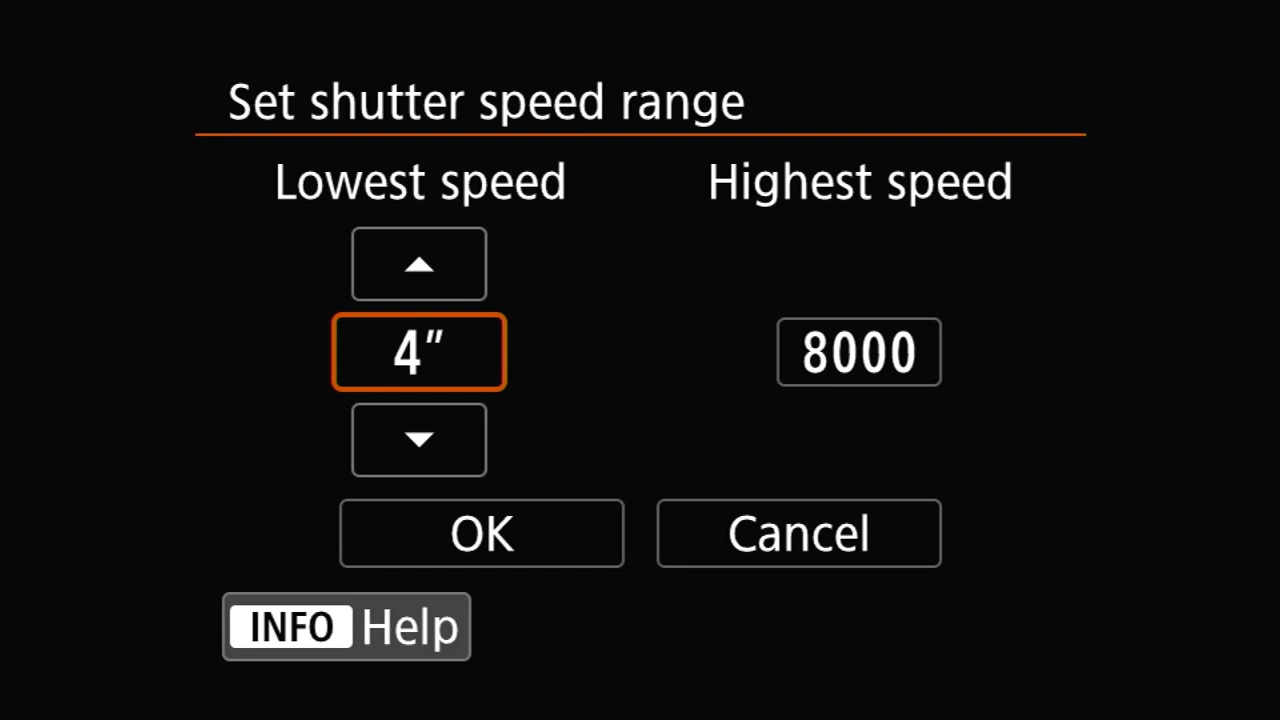 Set shutter speed range
Lowest speed Highest speed
4" 8000
OK Cancel
INFO Help